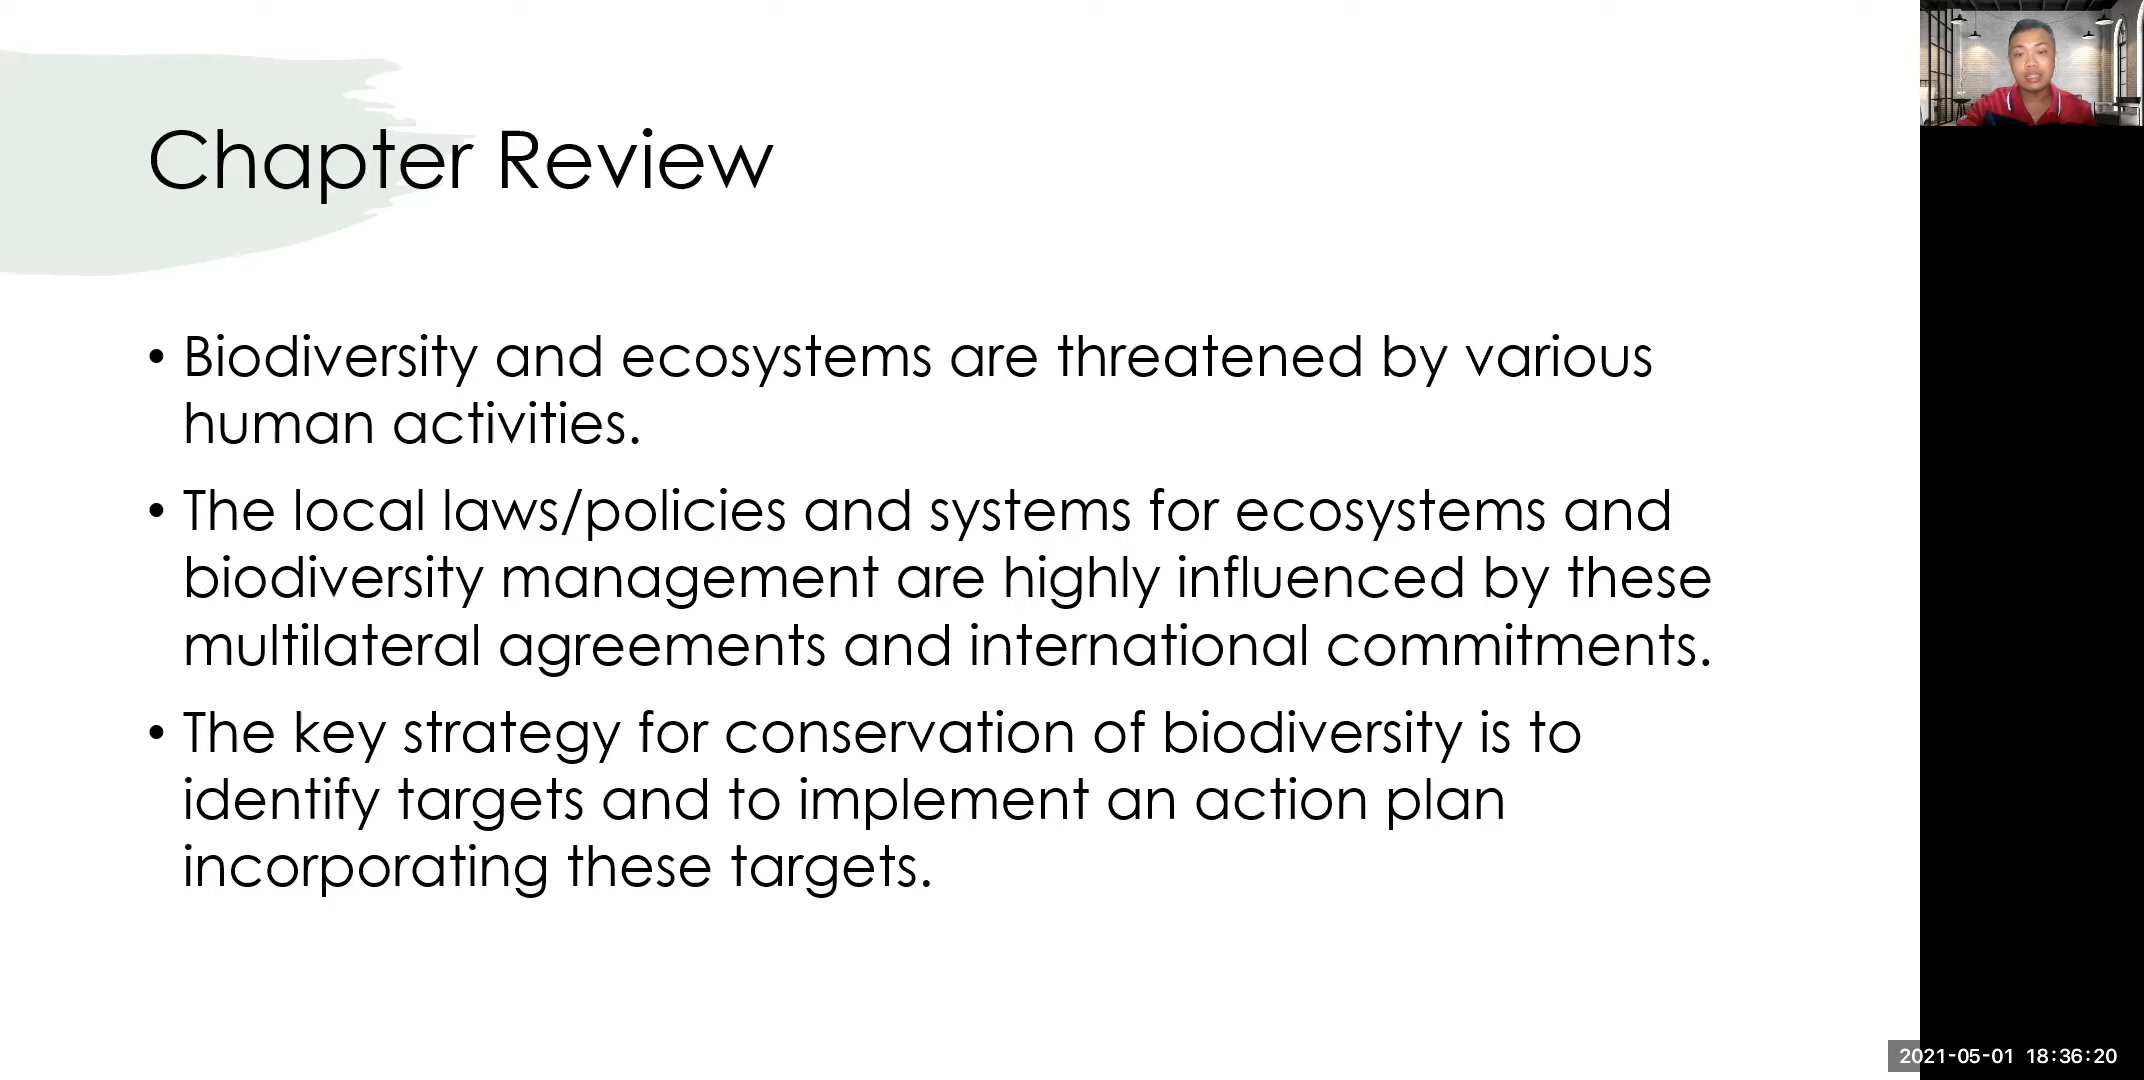 Chapter Review
• Biodiversity and ecosystems are threatened by various
human activities.
• The local laws/policies and systems for ecosystems and
biodiversity management are highly influenced by these
multilateral agreements and international commitments.
• The key strategy for conservation of biodiversity is to
identify targets and to implement an action plan
incorporating these targets.
2021-05-01 18:36:20